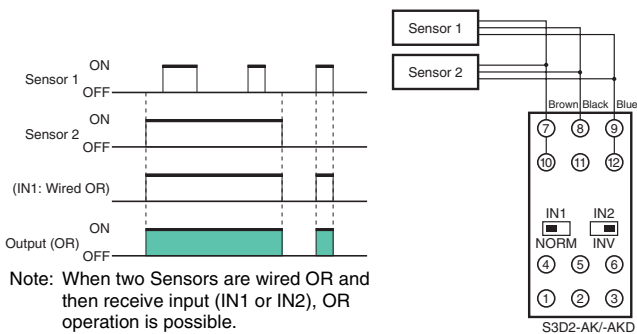 ON
Sensor 1
OFF
ON
Sensor 2
OFF
(IN1: Wired OR)
ON
Output (OR)
OFF
Note: When two Sensors are wired OR and
then receive input (IN1 or IN2), OR
operation is possible.
Sensor 1
Sensor 2
Brown Black Blue
7 8 9
10 11 12
IN1 IN2
NORM INV
4 5 6
1 2 3
S3D2-AK/-AKD